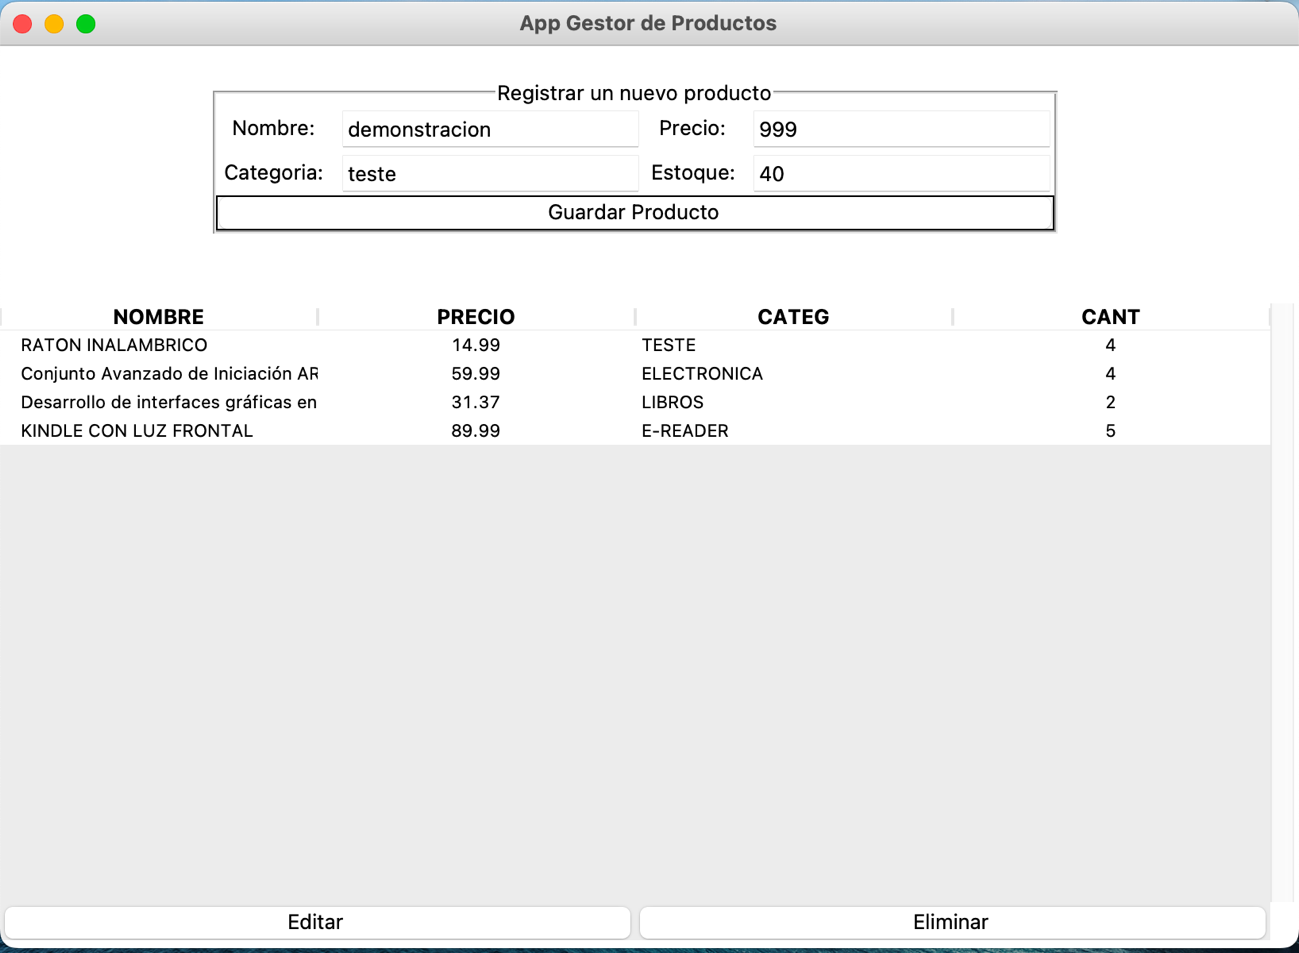 App Gestor de Productos
Registrar un nuevo producto
Nombre: demonstracion Precio: 999
Categoria: teste Estoque: 40
Guardar Producto
NOMBRE PRECIO CATEG CANT
RATON INALAMBRICO 14.99 TESTE 4
Conjunto Avanzado de Iniciación AR 59.99 ELECTRONICA 4
Desarrollo de interfaces gráficas en 31.37 LIBROS 2
KINDLE CON LUZ FRONTAL 89.99 E-READER 5
Editar Eliminar